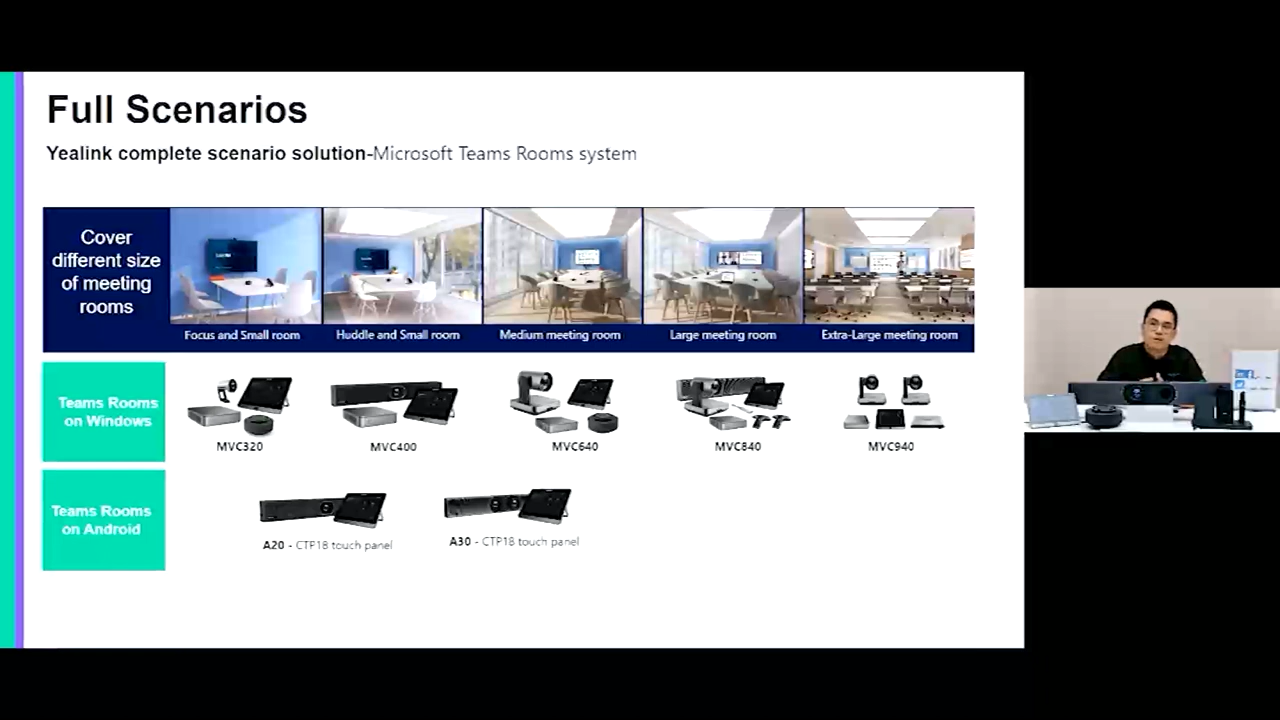 Full Scenarios
Yealink complete scenario solution-Microsoft Teams Rooms system
Cover
different size
of meeting
rooms
Focus and Small room
Huddle and Small room
Medium meeting room
Large meeting room
Extra-Large meeting room
Teams Rooms
on Windows
MVC320
MVC400
MVC640
MVC840
MVC940
Teams Rooms
on Android
A20 - CTP18 touch panel
A30 - CTP18 touch panel